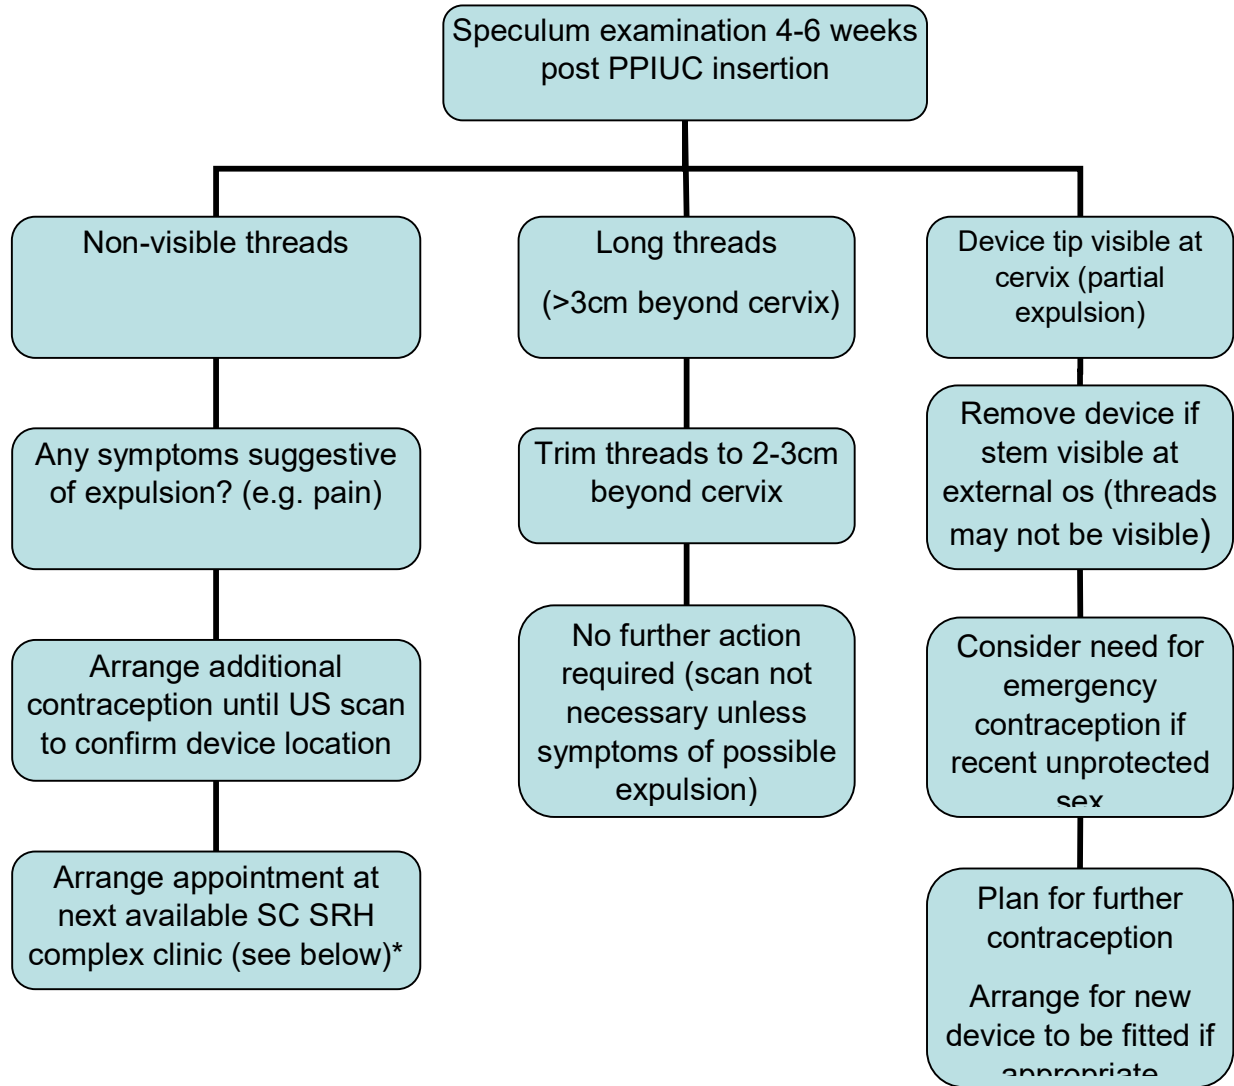 Speculum examination 4-6 weeks
post PPIUC insertion
Non-visible threads
Any symptoms suggestive
of expulsion? (e.g. pain)
Arrange additional
contraception until US scan
to confirm device location
Arrange appointment at
next available SC SRH
complex clinic (see below)*
Long threads
(>3cm beyond cervix)
Trim threads to 2-3cm
beyond cervix
No further action
required (scan not
necessary unless
symptoms of possible
expulsion)
Device tip visible at
cervix (partial
expulsion)
Remove device if
stem visible at
external os (threads
may not be visible)
Consider need for
emergency
contraception if
recent unprotected
sex
Plan for further
contraception
Arrange for new
device to be fitted if
appropriate